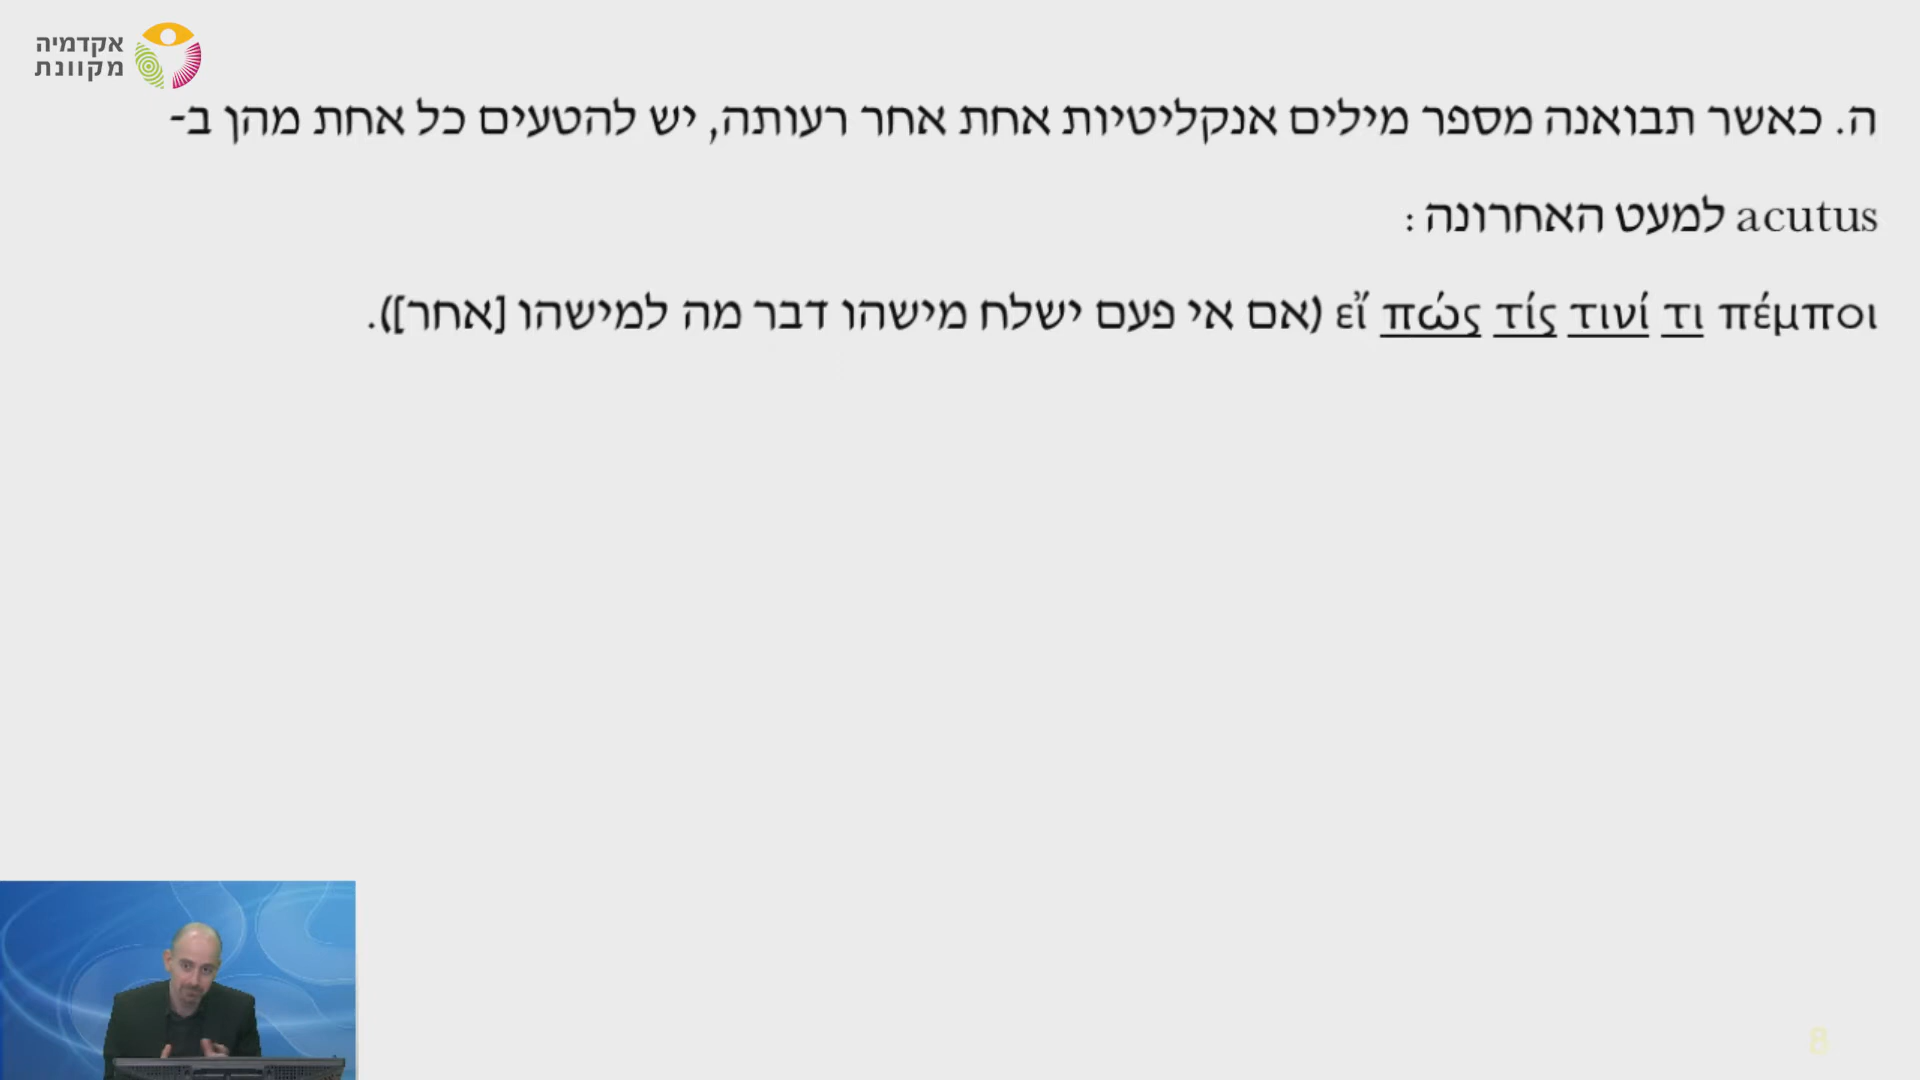 אקדמיה
מקוונת
ה. כאשר תבואנה מספר מילים אנקליטיות אחת אחר רעותה, יש להטעים כל אחת מהן ב-
acutus למעט האחרונה:
εἴ πώς τίς τινί τι πέμποι (אם אי פעם ישלח מישהו דבר מה למישהו [אחר]).
8